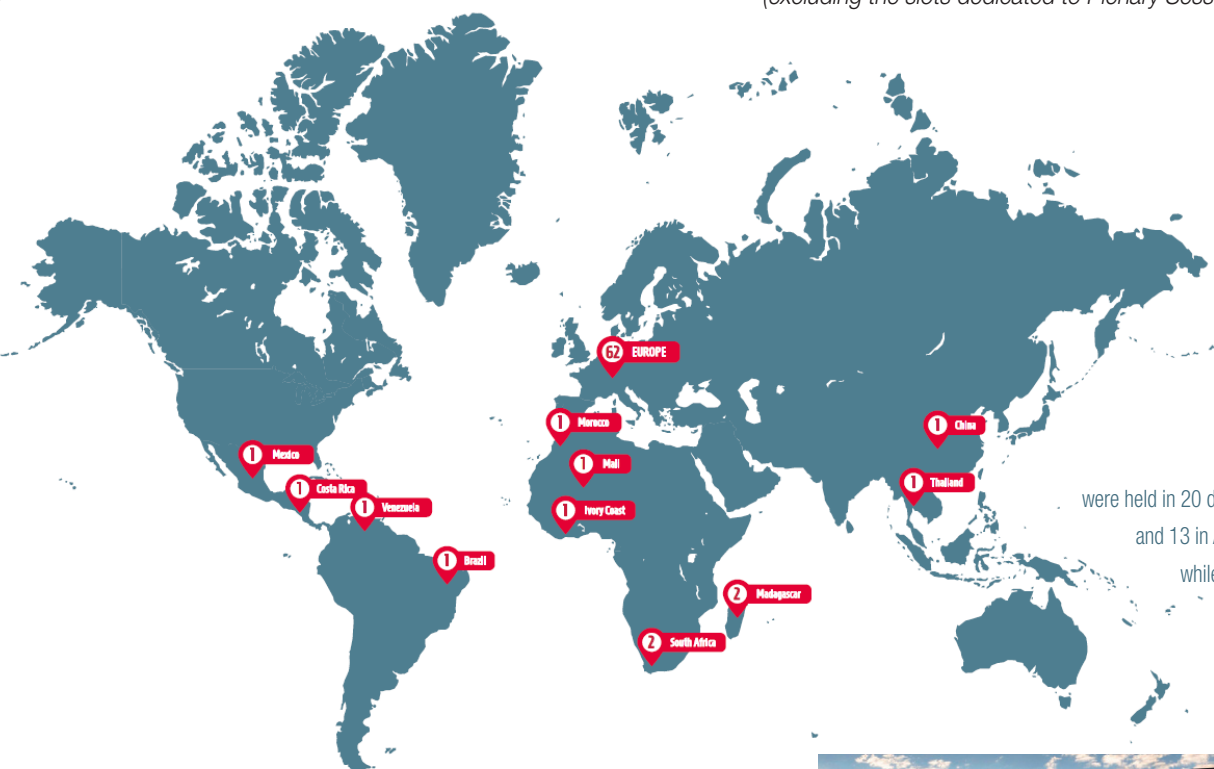 (excluding the slots dedicated to Plenary Sess
62 EUROPE
1 Morocco
1 China
1 Mexico
1 Mali
1 Costa Rica
1 Thailand
1 Venezuela
1 Ivory Coast
were held in 20 d
and 13 in
1 Brazil
while
2 Madagascar
2 South Africa